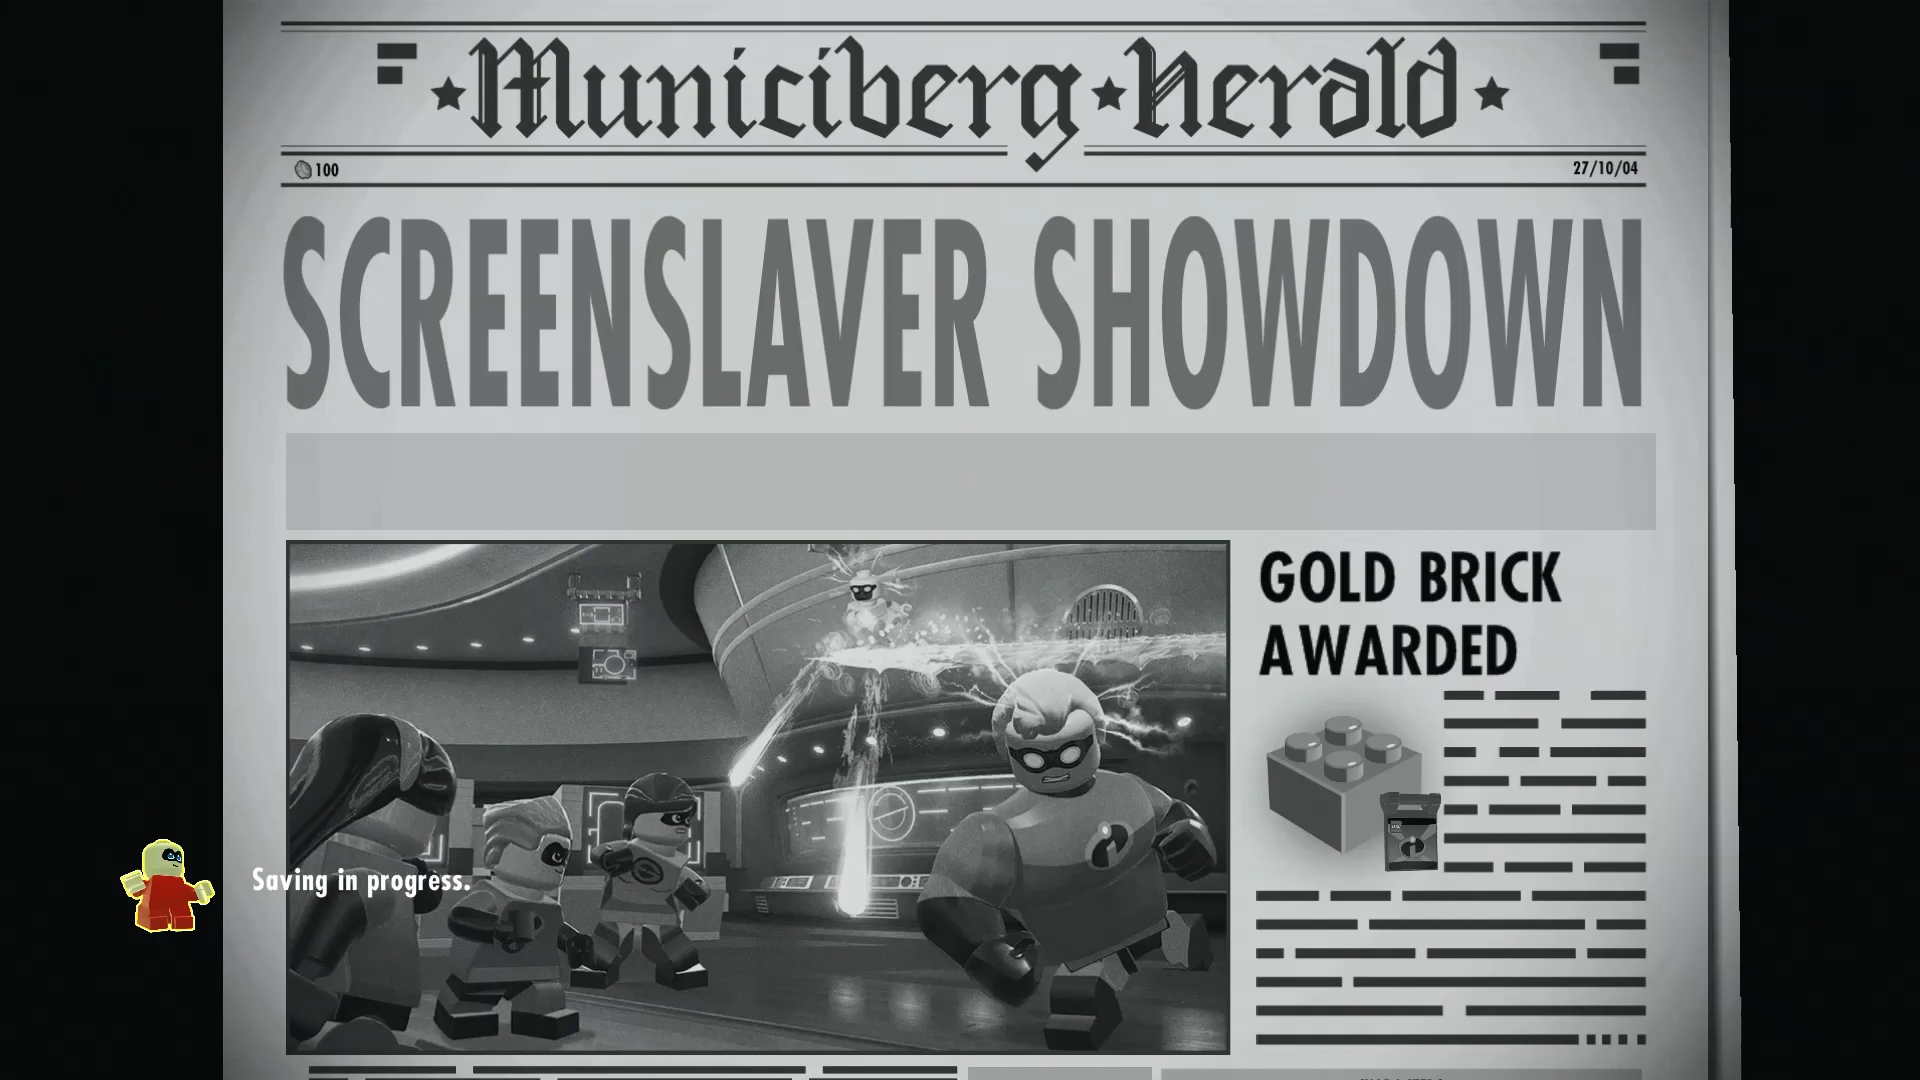 Municiberg Herald
100
27/10/04
SCREENSLAVER SHOWDOWN
GOLD BRICK
AWARDED
Saving in progress.